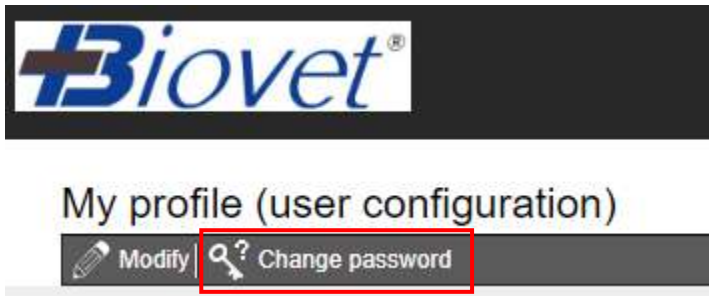 Biovet®
My profile (user configuration)
Modify | Change password